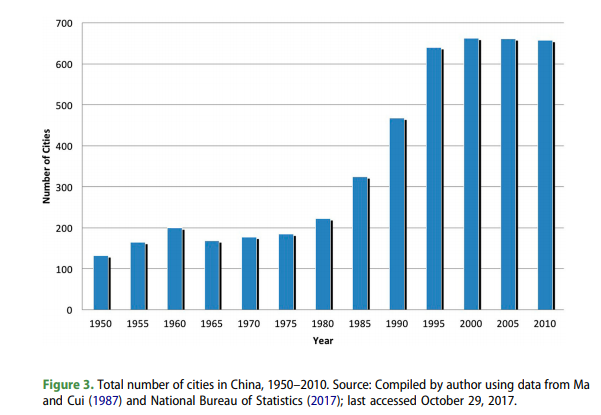 700
600
500
400
300
200
100
0
Number of Cities
1950 1955 1960 1965 1970 1975 1980 1985 1990 1995 2000 2005 2010
Year
Figure 3. Total number of cities in China, 1950–2010. Source: Compiled by author using data from Ma
and Cui (1987) and National Bureau of Statistics (2017); last accessed October 29, 2017.